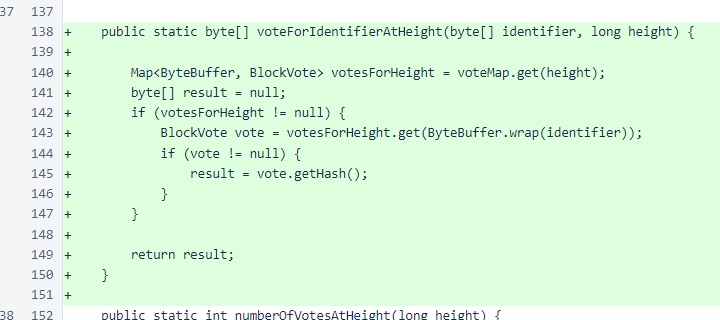 37 137
138 + public static byte[] voteForIdentifierAtHeight(byte[] identifier, long height) {
139 +
140 + Map<ByteBuffer, BlockVote> votesForHeight = voteMap.get(height);
141 + byte[] result = null;
142 + if (votesForHeight != null) {
143 + BlockVote vote = votesForHeight.get(ByteBuffer.wrap(identifier));
144 + if (vote != null) {
145 + result = vote.getHash();
146 + }
147 + }
148 +
149 + return result;
150 + }
151 +
38 152 public static int numberOfVotesAtHeight(long height) {